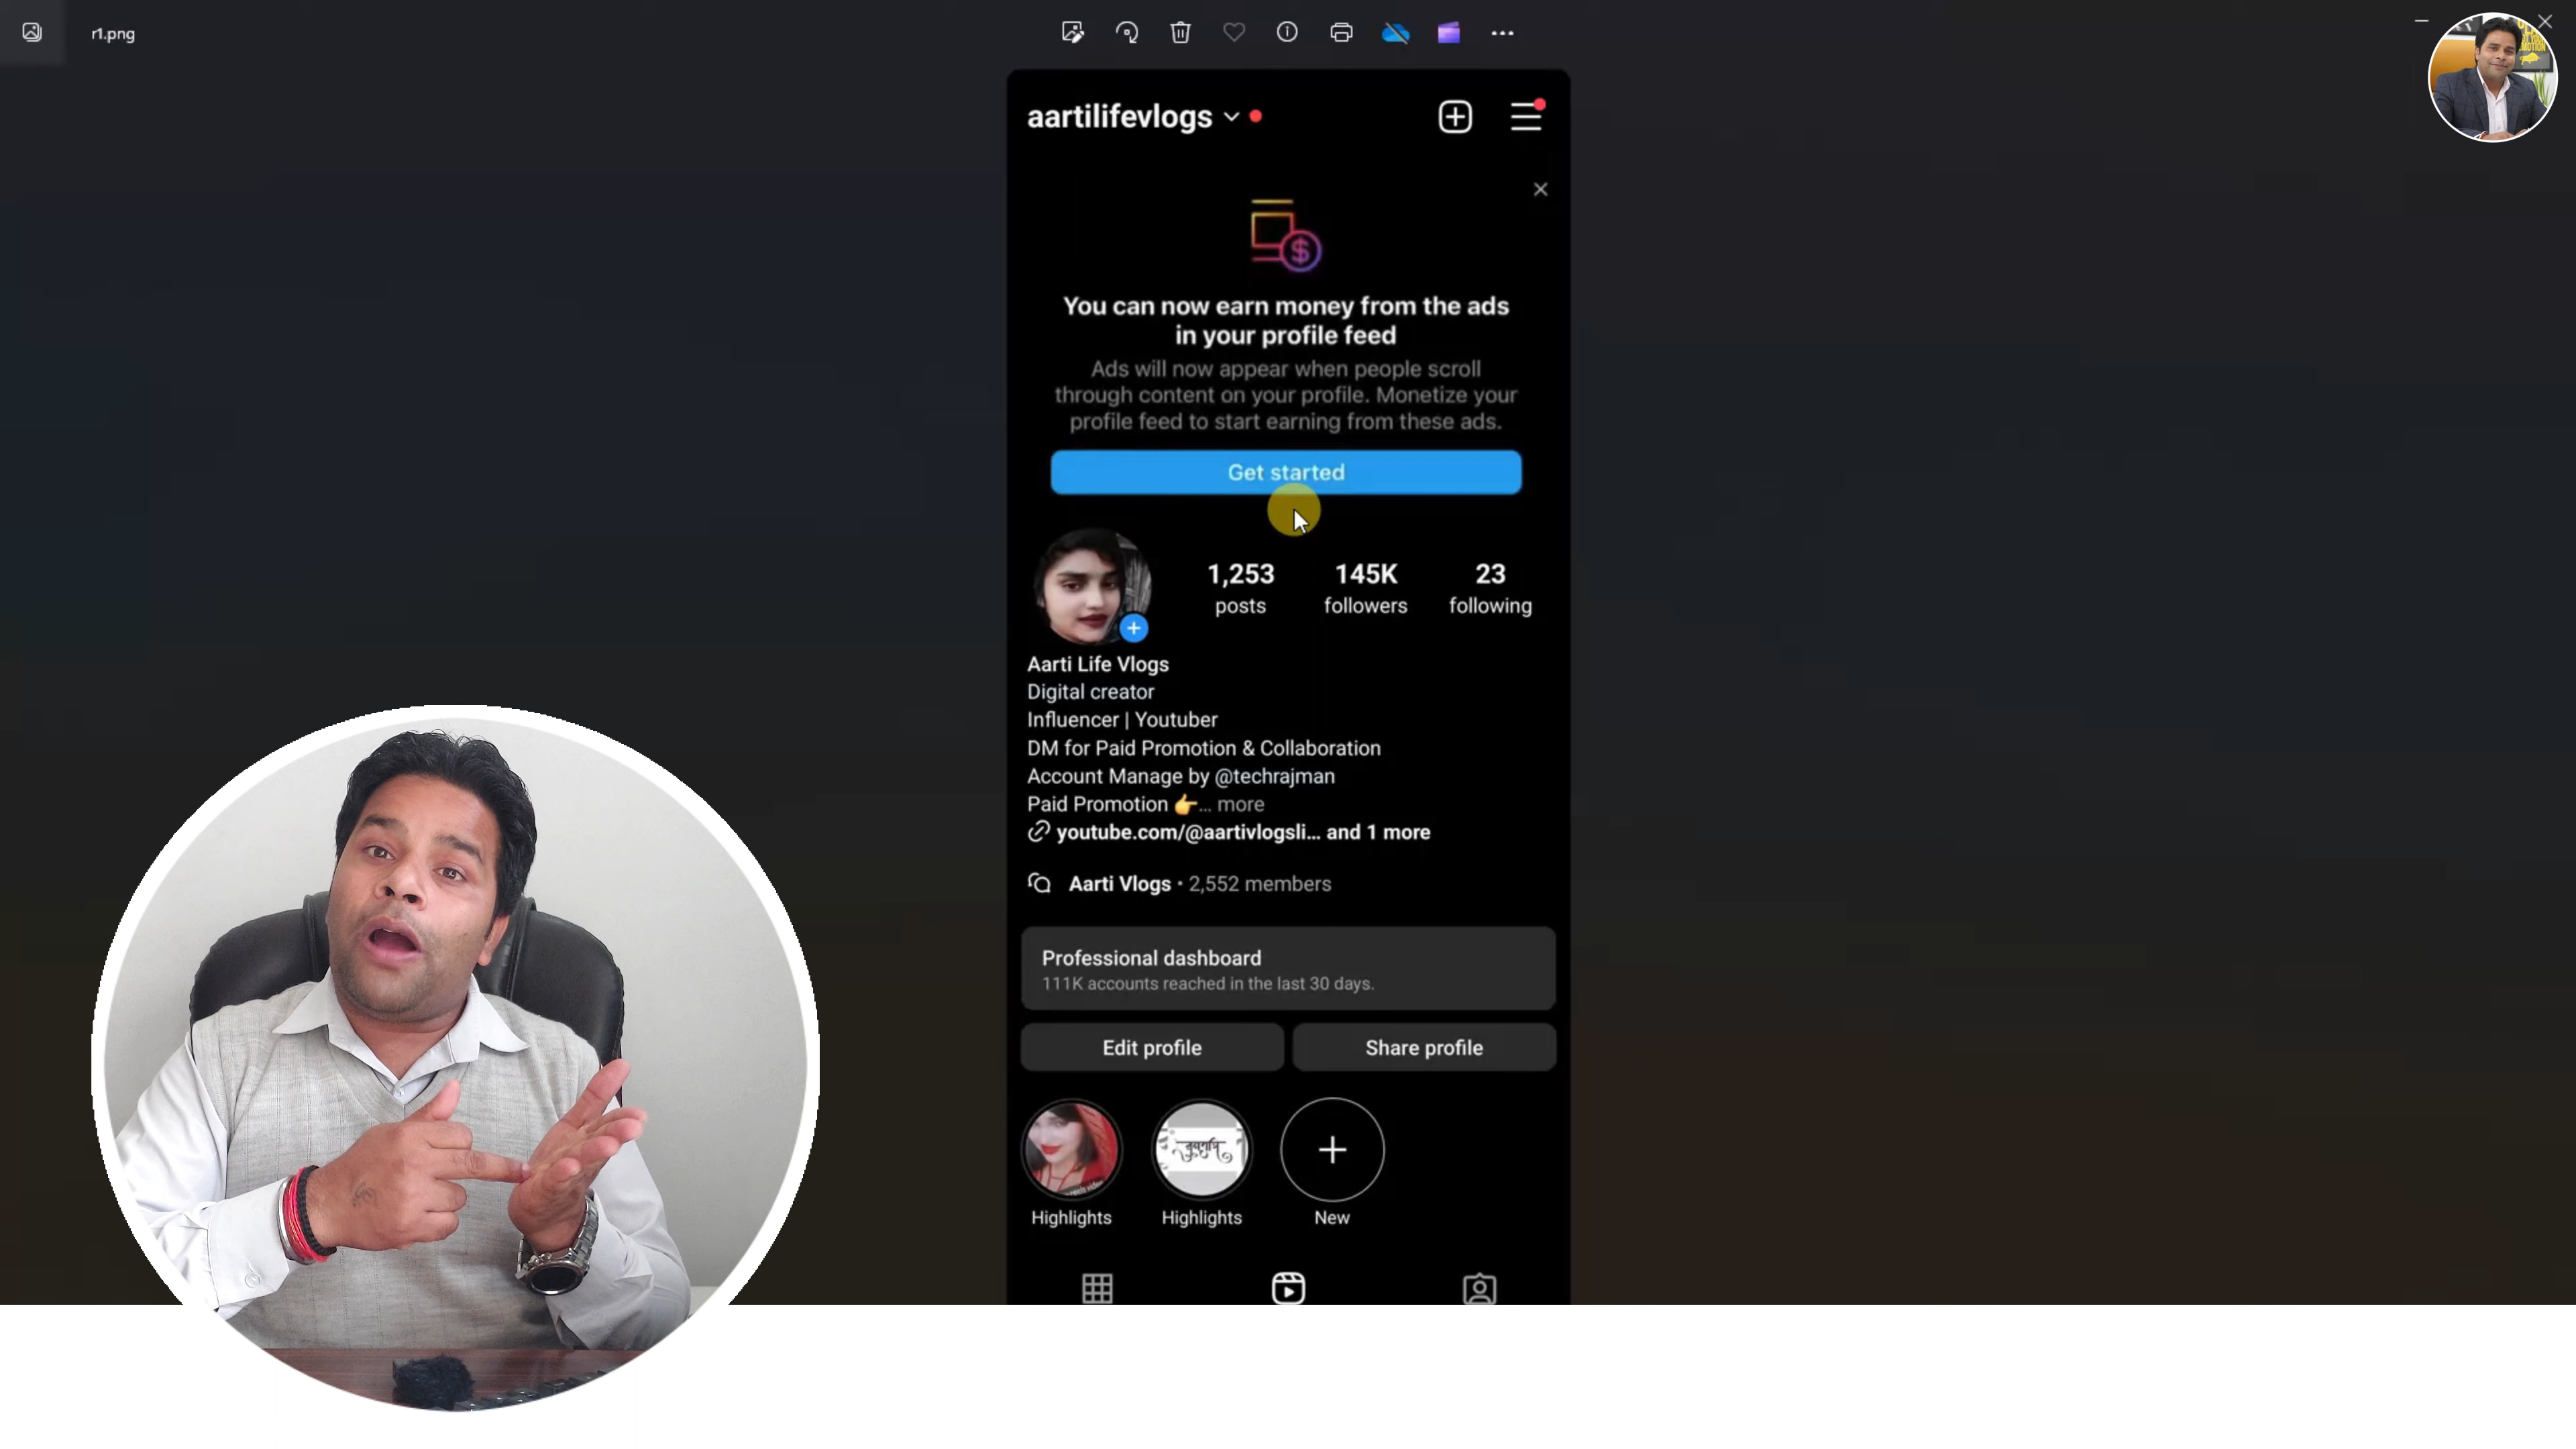 r1.png
aartilifevlogs
You can now earn money from the ads
in your profile feed
Ads will now appear when people scroll
through content on your profile. Monetize your
profile feed to start earning from these ads.
Get started
1,253 145K 23
posts followers following
Aarti Life Vlogs
Digital creator
Influencer | Youtuber
DM for Paid Promotion & Collaboration
Account Manage by @techrajman
Paid Promotion 👉... more
youtube.com/@aartivlogsli... and 1 more
Aarti Vlogs • 2,552 members
Professional dashboard
111K accounts reached in the last 30 days.
Edit profile Share profile
नवरात्रि
Highlights Highlights New